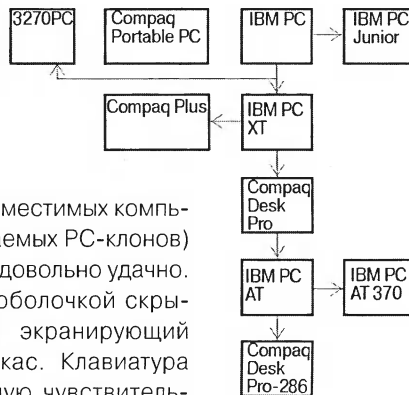 3270PC
Compaq
Portable PC
IBM PC
IBM PC
Junior
Compaq Plus
IBM PC
XT
Compaq
Desk
Pro
IBM PC
AT
IBM PC
AT 370
Compaq
Desk
Pro-286
местимых компь-
аемых PC-клонов)
довольно удачно.
оболочкой скры-
экранирующий
кас. Клавиатура
ную чувствитель-